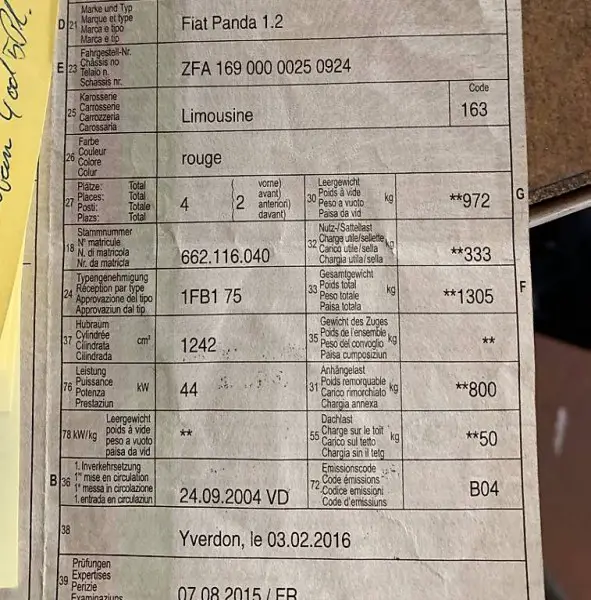 D 21 Marke und Typ
Marque et type
Marca e tipo
Marca e tip
Fiat Panda 1.2
E 23 Fahrgestell-Nr.
Châssis no
Telaio n.
Schassis nr.
ZFA 169 000 0025 0924
25 Karosserie
Carrosserie
Carrozzeria
Carossaria
Limousine
Code
163
26 Farbe
Couleur
Colore
Colur
rouge
27 Plätze: Total
Places: Total
Posti: Totale
Plazs: Total
4
2
vorne)
avant)
anteriori)
davant)
30 Leergewicht
Poids à vide
Peso a vuoto
Paisa da vid
kg
**972
G
18 Stammnummer
N° matricule
N. di matricola
Nr. da matricla
662.116.040
32 Nutz-/Sattellast
Charge utile/sellette
Carico utile/sella
Chargia utila/sella
kg
**333
24 Typengenehmigung
Réception par type
Approvazione del tipo
Approvaziun dal tip
1FB1 75
33 Gesamtgewicht
Poids total
Peso totale
Paisa totala
kg
**1305
F
37 Hubraum
Cylindrée
Cilindrata
Cilindrada
cm³
1242
35 Gewicht des Zuges
Poids de l'ensemble
Peso del convoglio
Paisa cumposiziun
kg
**
76 Leistung
Puissance
Potenza
Prestaziun
kW
44
31 Anhängelast
Poids remorquable
Carico rimorchiato
Chargia annexa
kg
**800
78 kW/kg
Leergewicht
poids à vide
peso a vuoto
paisa da vid
**
55 Dachlast
Charge sur le toit
Carico sul tetto
Chargia sin il tetg
kg
**50
B 36 1. Inverkehrsetzung
1re mise en circulation
1a messa in circolazione
1. entrada en circulaziun
24.09.2004 VD
72 Emissionscode
Code émissions
Codice emissioni
Code d'emissiuns
B04
38
Yverdon, le 03.02.2016
39 Prüfungen
Expertises
Perizie
Examinaziuns
07.08.2015 / FR